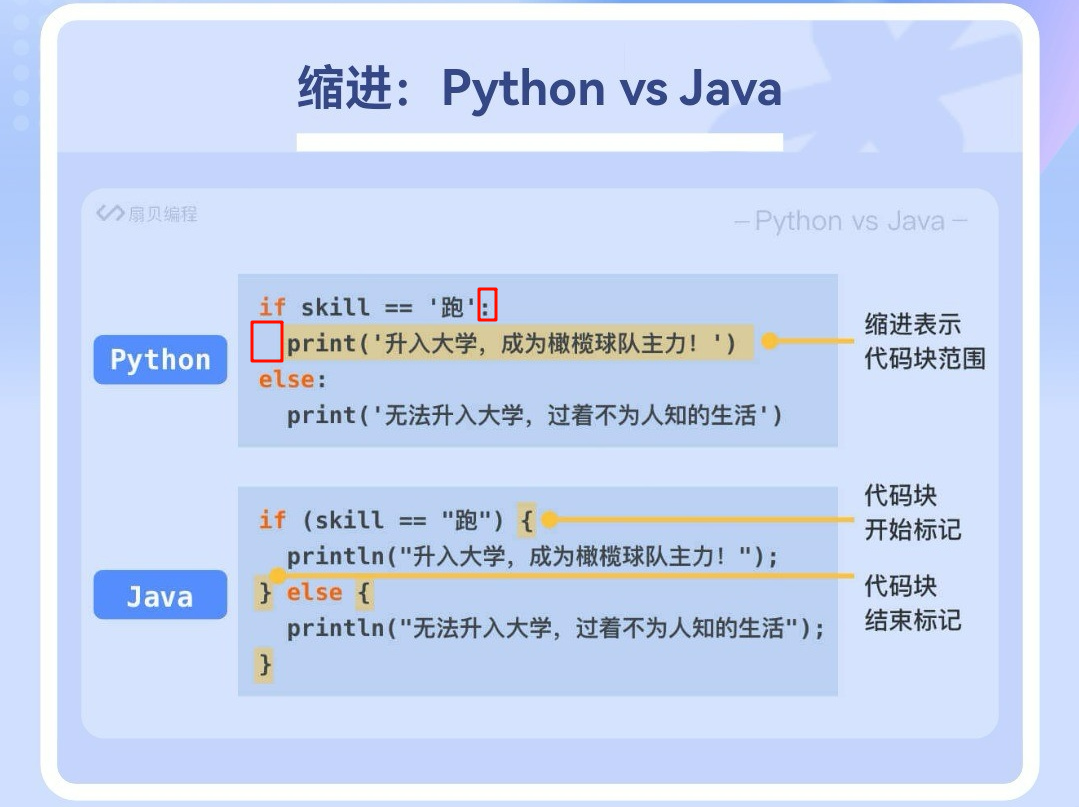 缩进：Python vs Java
扇贝编程
—Python vs Java—
Python
if skill == '跑':
print('升入大学，成为橄榄球队主力！')
else:
print('无法升入大学，过着不为人知的生活')
缩进表示
代码块范围
Java
if (skill == "跑") {
println("升入大学，成为橄榄球队主力！");
} else {
println("无法升入大学，过着不为人知的生活");
}
代码块
开始标记
代码块
结束标记